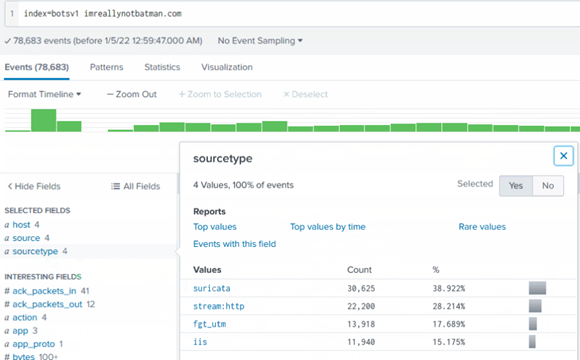 1 index=botsv1 imreallynotbatman.com
✓ 78,683 events (before 1/5/22 12:59:47.000 AM) No Event Sampling ▾
Events (78,683) Patterns Statistics Visualization
Format Timeline ▾ — Zoom Out + Zoom to Selection × Deselect
< Hide Fields All Fields
SELECTED FIELDS
a host 4
a source 4
a sourcetype 4
INTERESTING FIELDS
# ack_packets_in 41
# ack_packets_out 12
a action 4
a app 3
a app_proto 1
# bytes 100+
sourcetype ×
4 Values, 100% of events Selected Yes No
Reports
Top values Top values by time Rare values
Events with this field
Values Count %
suricata 30,625 38.922%
stream:http 22,200 28.214%
fgt_utm 13,918 17.689%
iis 11,940 15.175%